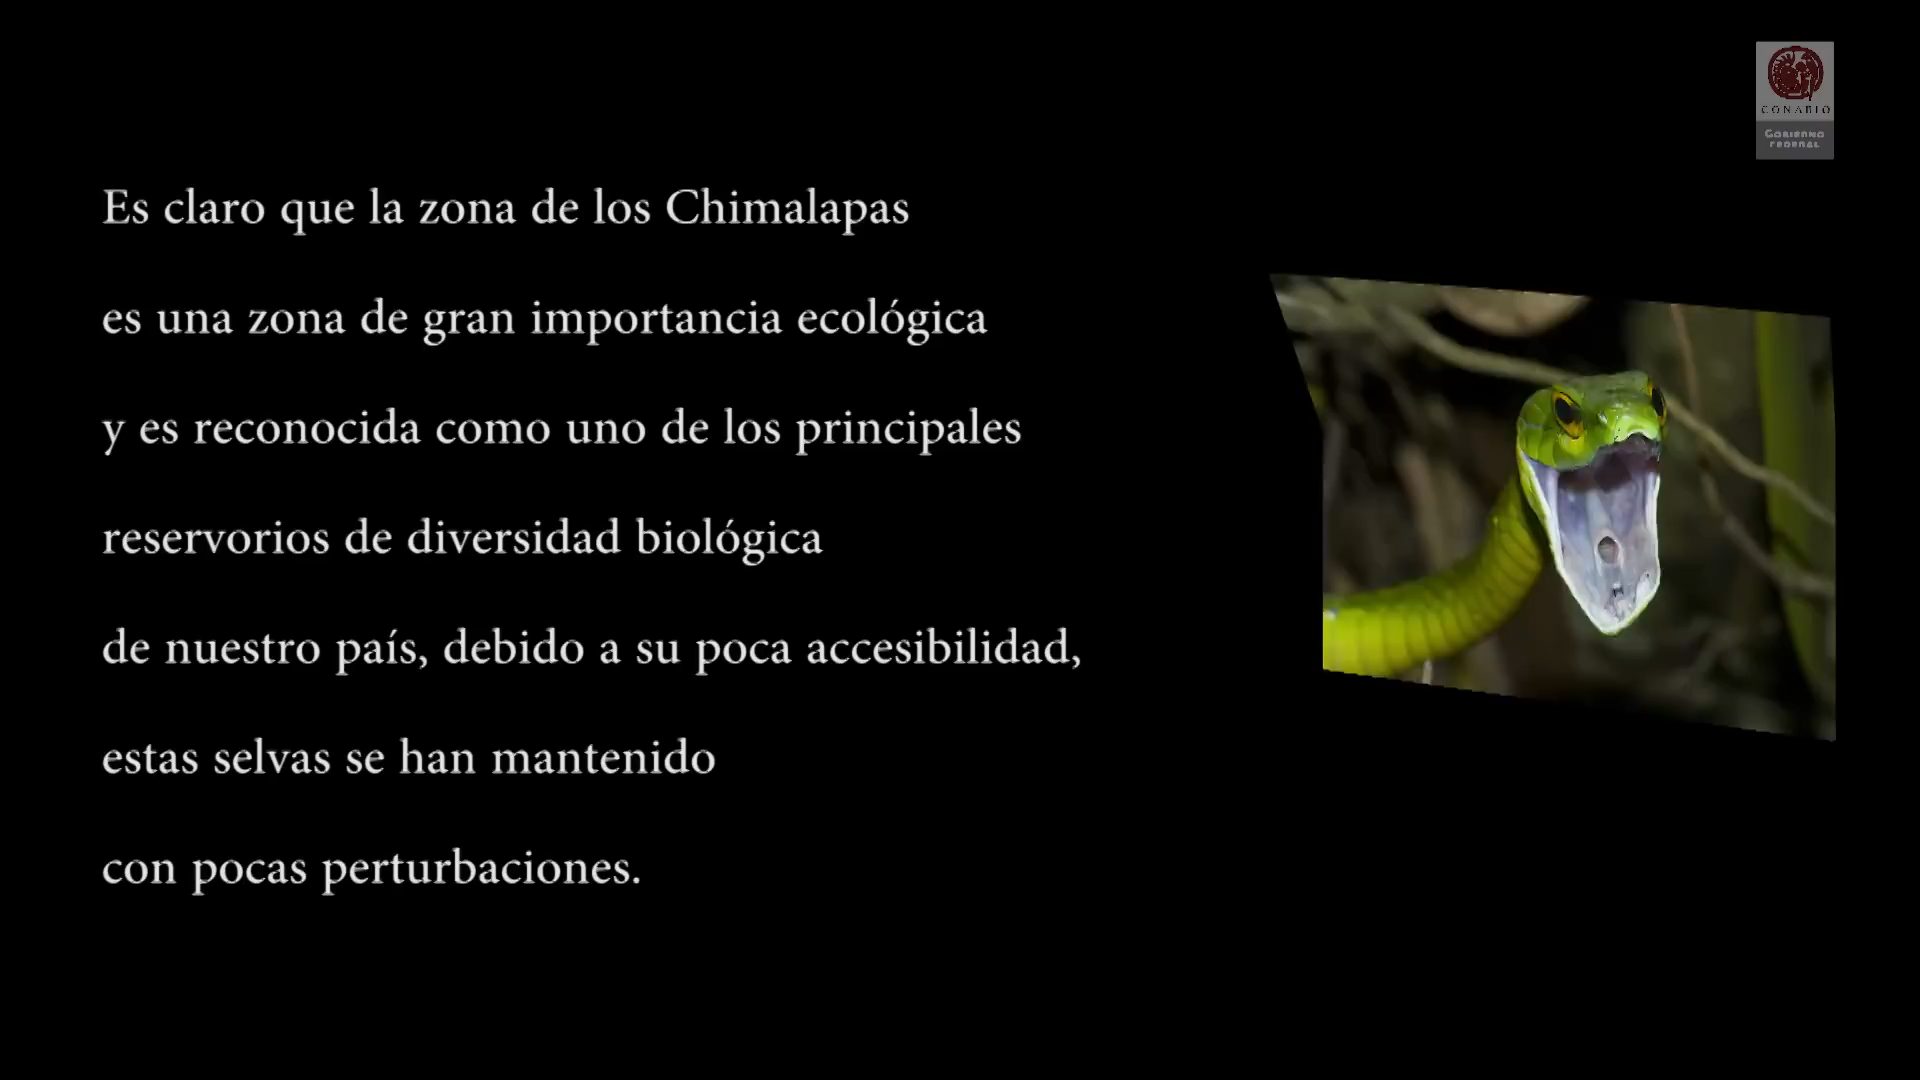 CONABIO
GOBIERNO
FEDERAL
Es claro que la zona de los Chimalapas
es una zona de gran importancia ecológica
y es reconocida como uno de los principales
reservorios de diversidad biológica
de nuestro país, debido a su poca accesibilidad,
estas selvas se han mantenido
con pocas perturbaciones.